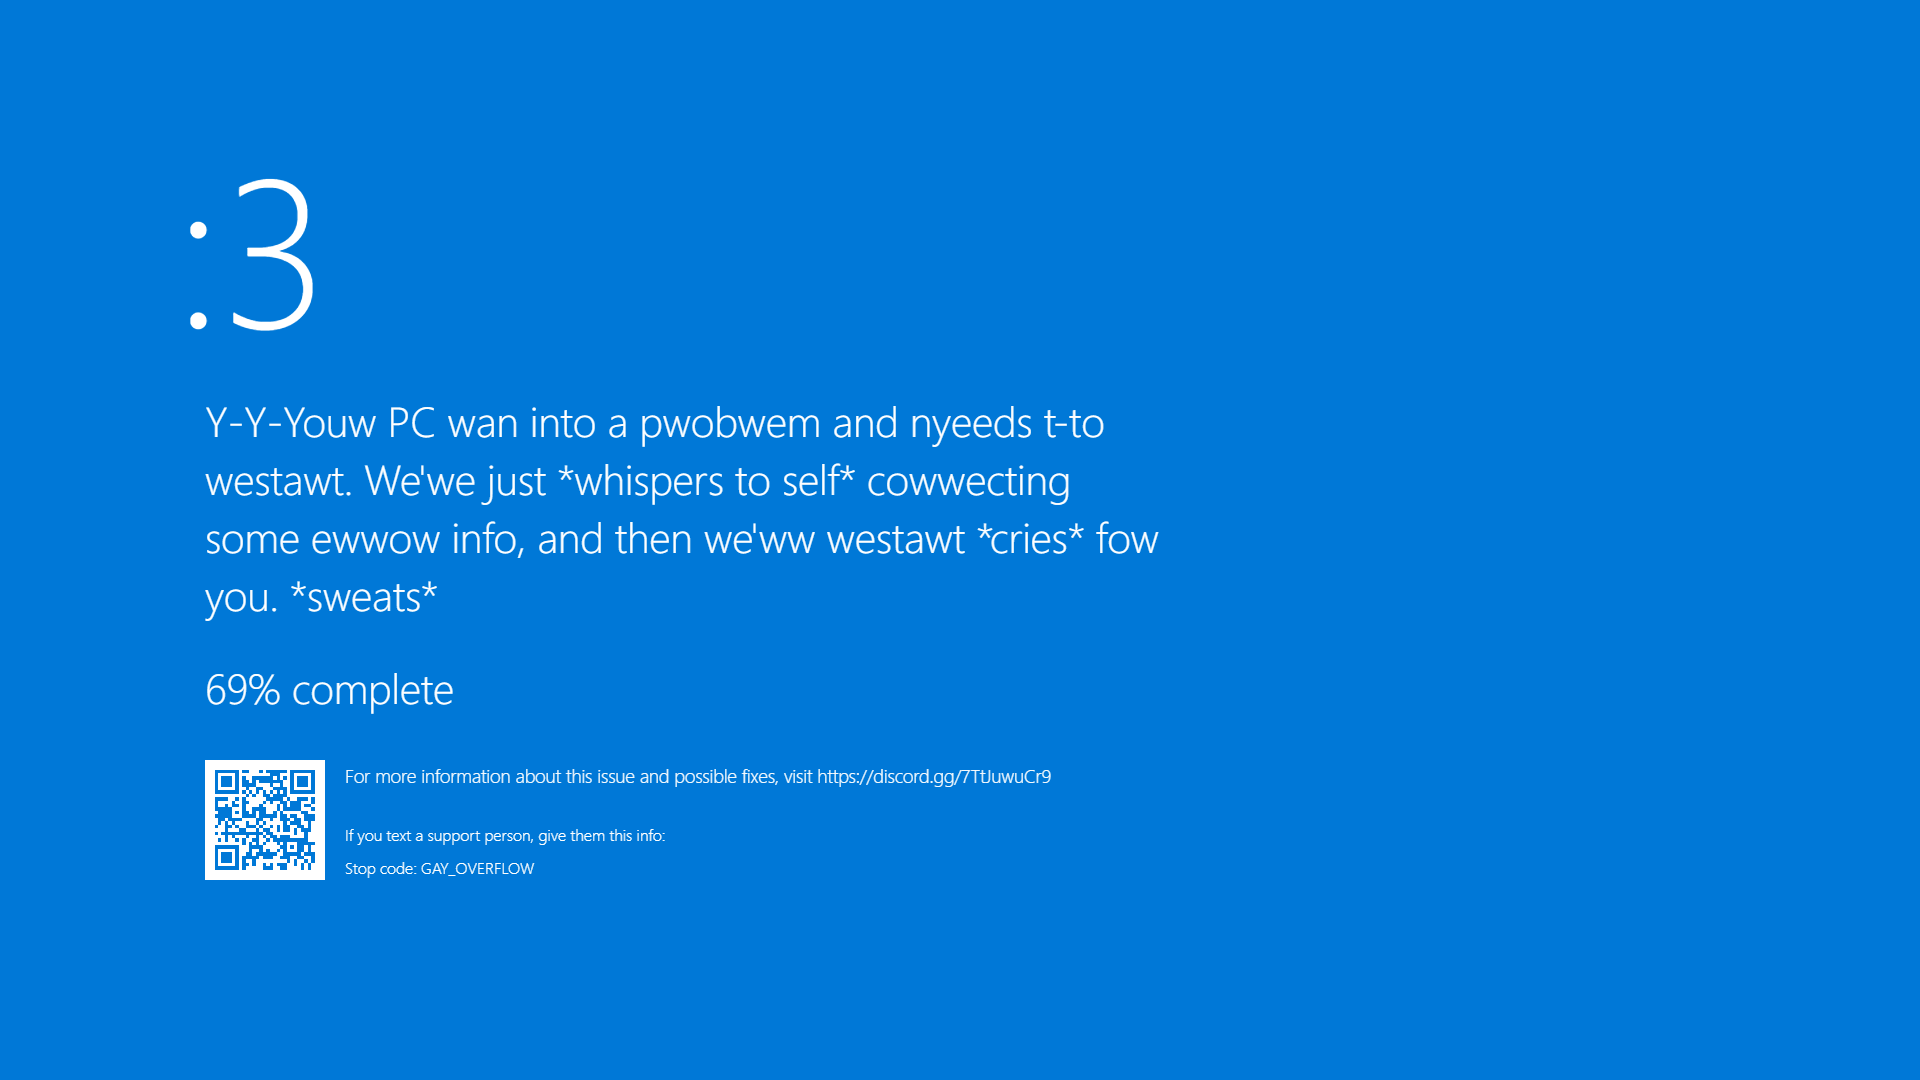 :3
Y-Y-Youw PC wan into a pwobwem and nyeeds t-to
westawt. We'we just *whispers to self* cowwecting
some ewwow info, and then we'ww westawt *cries* fow
you. *sweats*
69% complete
For more information about this issue and possible fixes, visit https://discord.gg/7TtJuwuCr9
If you text a support person, give them this info:
Stop code: GAY_OVERFLOW